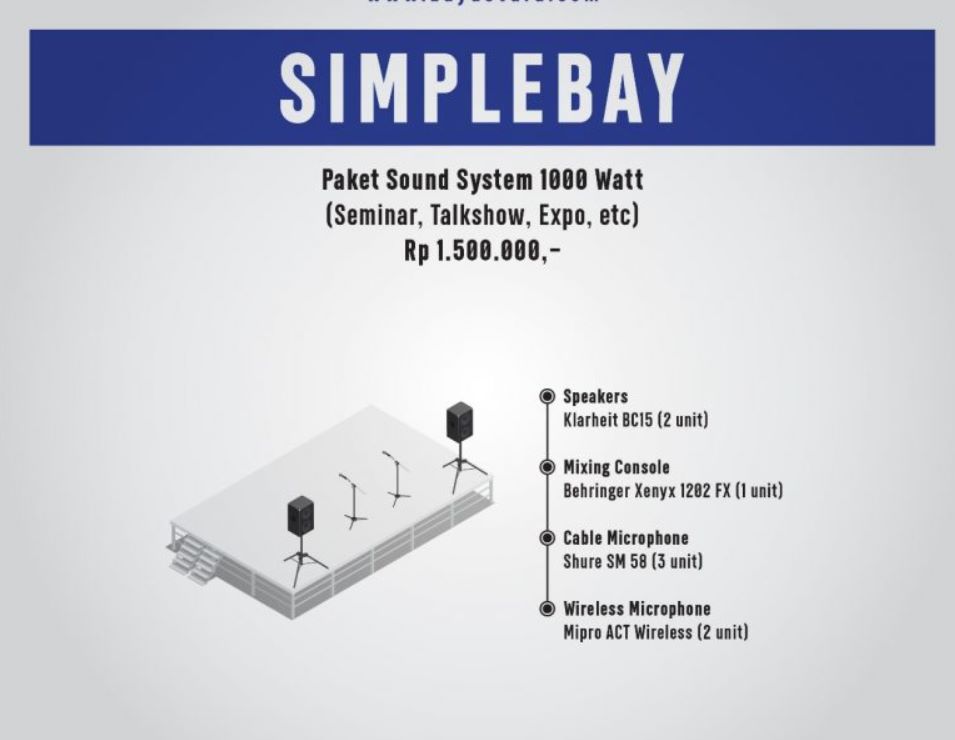 SIMPLEBAY
Paket Sound System 1000 Watt
(Seminar, Talkshow, Expo, etc)
Rp 1.500.000,-
Speakers
Klarheit BC15 (2 unit)
Mixing Console
Behringer Xenyx 1202 FX (1 unit)
Cable Microphone
Shure SM 58 (3 unit)
Wireless Microphone
Mipro ACT Wireless (2 unit)